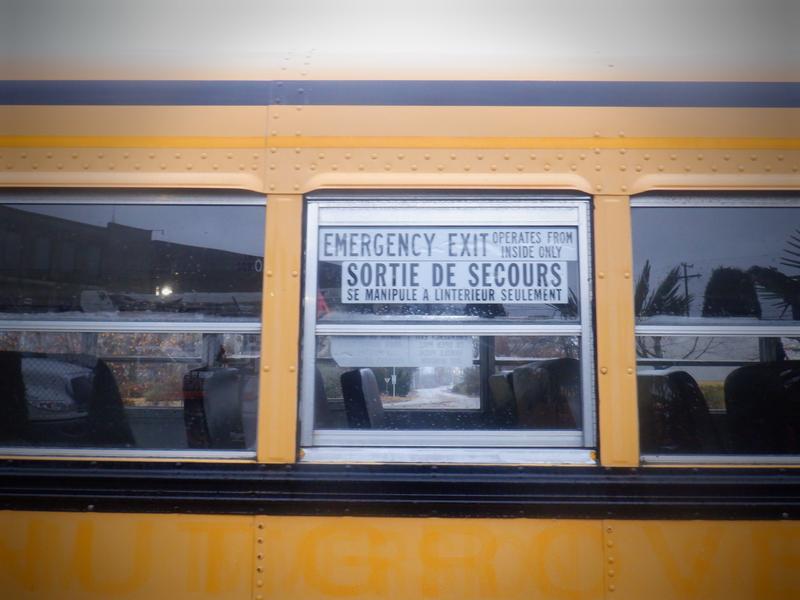 EMERGENCY EXIT OPERATES FROM INSIDE ONLY
SORTIE DE SECOURS
SE MANIPULE A LINTERIEUR SEULEMENT